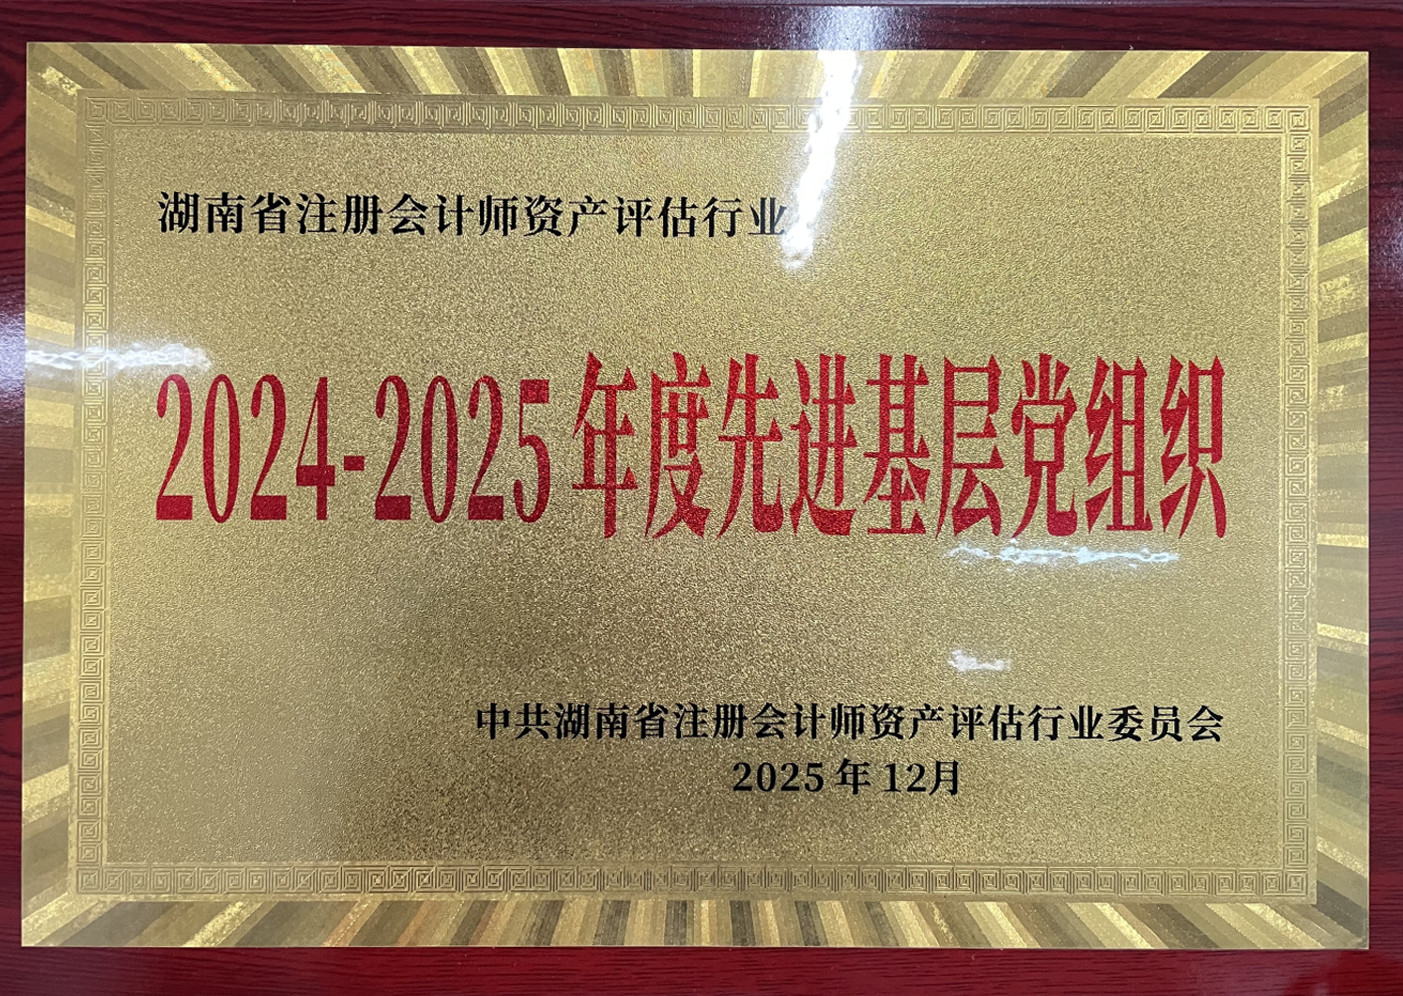 湖南省注册会计师资产评估行业
2024-2025年度先进基层党组织
中共湖南省注册会计师资产评估行业委员会
2025年12月